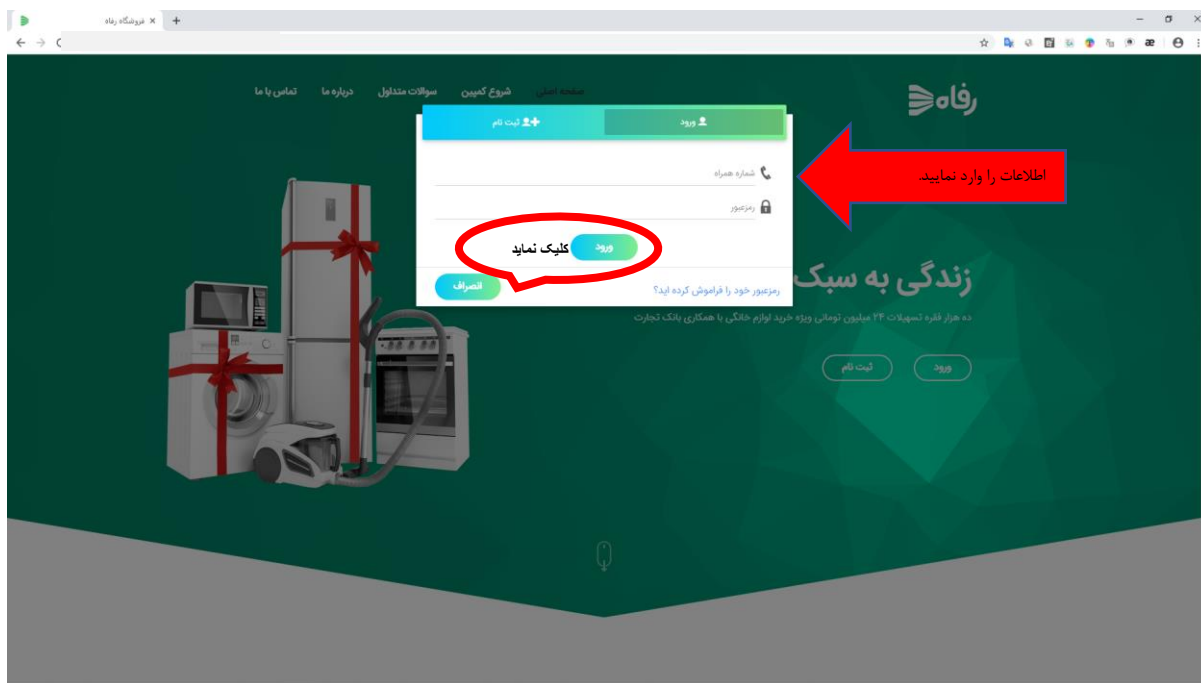 فروشگاه رفاه
رفاه
صفحه اصلی
شروع کمپین
سوالات متداول
درباره ما
تماس با ما
ورود
ثبت نام
شماره همراه
رمزعبور
ورود
کلیک نماید
رمزعبور خود را فراموش کرده اید؟
انصراف
اطلاعات را وارد نمایید.
زندگی به سبک
ده هزار فقره تسهیلات ۲۴ میلیون تومانی ویژه خرید لوازم خانگی با همکاری بانک تجارت
ورود
ثبت نام